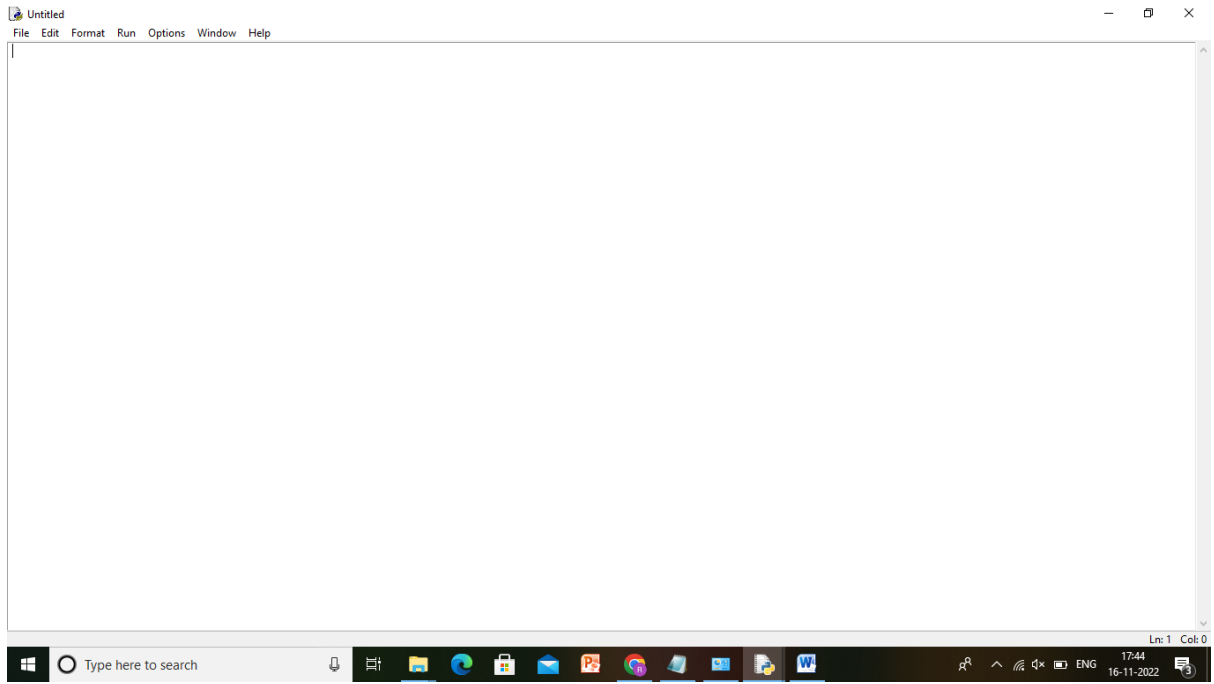 Untitled
File Edit Format Run Options Window Help
Ln: 1 Col: 0
Type here to search
ENG
17:44
16-11-2022
3